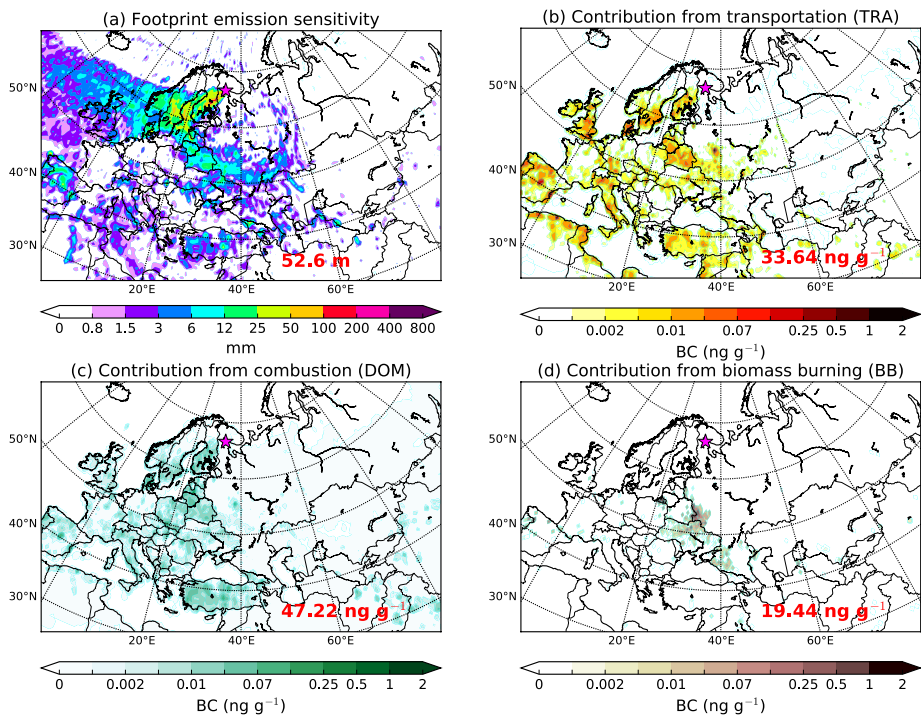 (a) Footprint emission sensitivity
50°N
40°N
30°N
52.6 m
20°E 40°E 60°E
0 0.8 1.5 3 6 12 25 50 100 200 400 800
mm
(b) Contribution from transportation (TRA)
50°N
40°N
30°N
33.64 ng g⁻¹
20°E 40°E 60°E
0 0.002 0.01 0.07 0.25 0.5 1 2
BC (ng g⁻¹)
(c) Contribution from combustion (DOM)
50°N
40°N
30°N
47.22 ng g⁻¹
20°E 40°E 60°E
0 0.002 0.01 0.07 0.25 0.5 1 2
BC (ng g⁻¹)
(d) Contribution from biomass burning (BB)
50°N
40°N
30°N
19.44 ng g⁻¹
20°E 40°E 60°E
0 0.002 0.01 0.07 0.25 0.5 1 2
BC (ng g⁻¹)